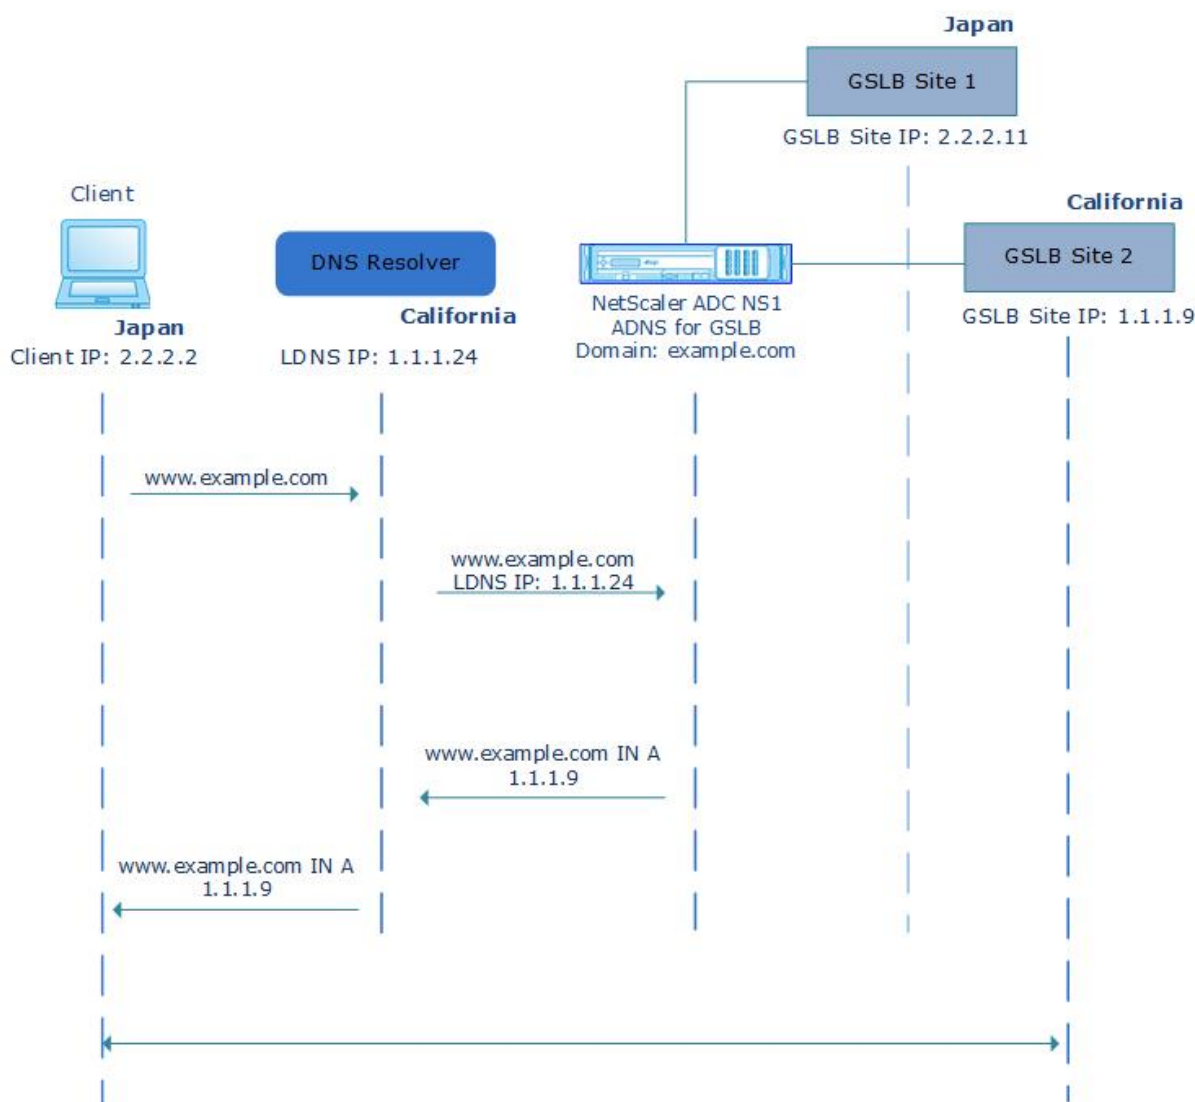 Japan
GSLB Site 1
GSLB Site IP: 2.2.2.11
California
GSLB Site 2
GSLB Site IP: 1.1.1.9
Client
Japan
Client IP: 2.2.2.2
DNS Resolver
California
LDNS IP: 1.1.1.24
NetScaler ADC NS1
ADNS for GSLB
Domain: example.com
www.example.com
www.example.com
LDNS IP: 1.1.1.24
www.example.com IN A
1.1.1.9
www.example.com IN A
1.1.1.9